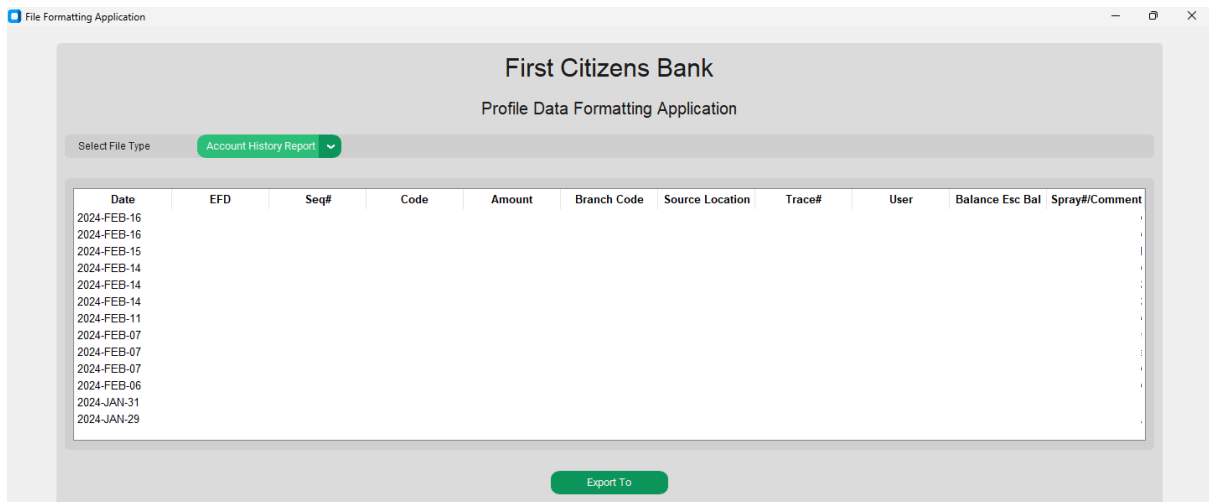 File Formatting Application
First Citizens Bank
Profile Data Formatting Application
Select File Type Account History Report
Date EFD Seq# Code Amount Branch Code Source Location Trace# User Balance Esc Bal Spray#/Comment
2024-FEB-16
2024-FEB-16
2024-FEB-15
2024-FEB-14
2024-FEB-14
2024-FEB-14
2024-FEB-11
2024-FEB-07
2024-FEB-07
2024-FEB-07
2024-FEB-06
2024-JAN-31
2024-JAN-29
Export To